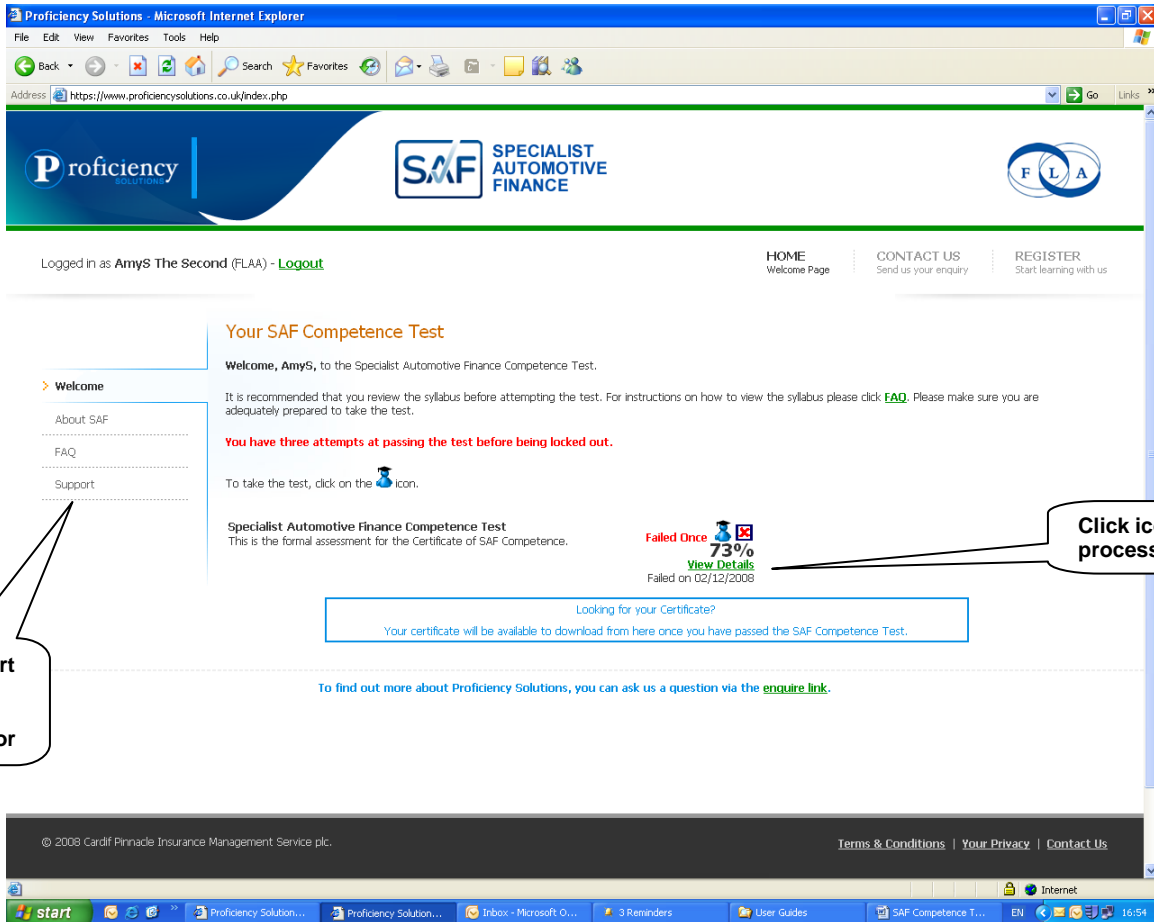 Proficiency Solutions - Microsoft Internet Explorer
File Edit View Favorites Tools Help
Back Search Favorites
Address https://www.proficiencysolutions.co.uk/index.php Go Links »
Proficiency
SOLUTIONS
SAF SPECIALIST
AUTOMOTIVE
FINANCE
F L A
Logged in as AmyS The Second (FLAA) - Logout
HOME
Welcome Page
CONTACT US
Send us your enquiry
REGISTER
Start learning with us
Welcome
About SAF
FAQ
Support
Your SAF Competence Test
Welcome, AmyS, to the Specialist Automotive Finance Competence Test.
It is recommended that you review the syllabus before attempting the test. For instructions on how to view the syllabus please click FAQ. Please make sure you are
adequately prepared to take the test.
You have three attempts at passing the test before being locked out.
To take the test, click on the icon.
Specialist Automotive Finance Competence Test
This is the formal assessment for the Certificate of SAF Competence.
Failed Once
73%
View Details
Failed on 02/12/2008
Click ic
process
Looking for your Certificate?
Your certificate will be available to download from here once you have passed the SAF Competence Test.
rt
or
To find out more about Proficiency Solutions, you can ask us a question via the enquire link.
© 2008 Cardif Pinnacle Insurance Management Service plc.
Terms & Conditions | Your Privacy | Contact Us
Internet
start » Proficiency Solution... Proficiency Solution... Inbox - Microsoft O... 3 Reminders User Guides SAF Competence T... EN 16:54